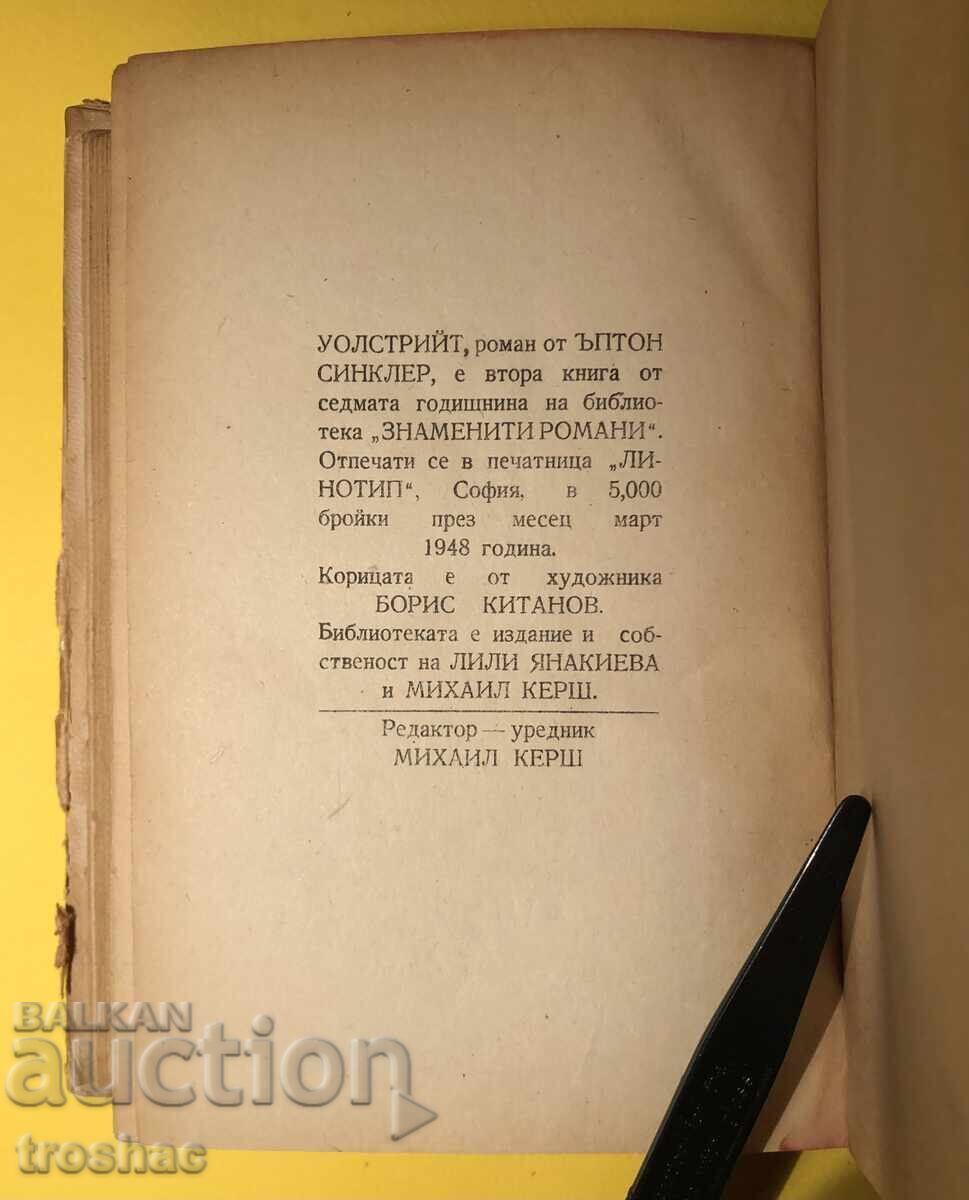 УОЛСТРИЙТ, роман от ЪПТОН
СИНКЛЕР, е втора книга от
седмата годишнина на библио-
тека „ЗНАМЕНИТИ РОМАНИ“.
Отпечати се в печатница „ЛИ-
НОТИП“, София, в 5,000
бройки през месец март
1948 година.
Корицата е от художника
БОРИС КИТАНОВ.
Библиотеката е издание и соб-
ственост на ЛИЛИ ЯНАКИЕВА
и МИХАИЛ КЕРШ.
Редактор — уредник
МИХАИЛ КЕРШ
BALKAN
auction
troshac